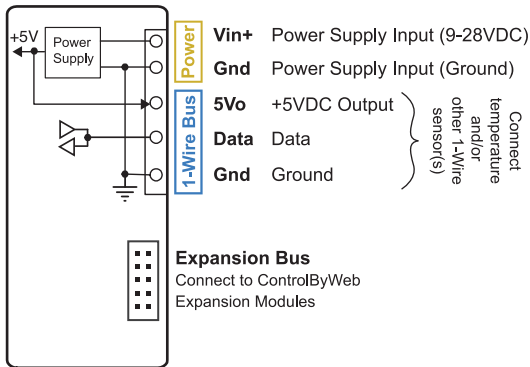 +5V
Power
Supply
Power
Vin+ Power Supply Input (9-28VDC)
Gnd Power Supply Input (Ground)
1-Wire Bus
5Vo +5VDC Output
Data Data
Gnd Ground
Connect
temperature
and/or
other 1-Wire
sensor(s)
Expansion Bus
Connect to ControlByWeb
Expansion Modules